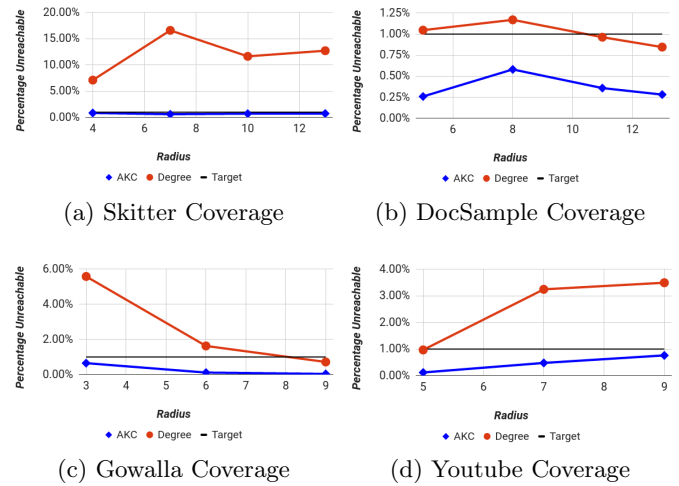 Percentage Unreachable
20.00%
15.00%
10.00%
5.00%
0.00%
4 6 8 10 12
Radius
AKC Degree Target
(a) Skitter Coverage
Percentage Unreachable
1.25%
1.00%
0.75%
0.50%
0.25%
0.00%
6 8 10 12
Radius
AKC Degree Target
(b) DocSample Coverage
Percentage Unreachable
6.00%
4.00%
2.00%
0.00%
3 4 5 6 7 8 9
Radius
AKC Degree Target
(c) Gowalla Coverage
Percentage Unreachable
4.00%
3.00%
2.00%
1.00%
0.00%
5 6 7 8 9
Radius
AKC Degree Target
(d) Youtube Coverage